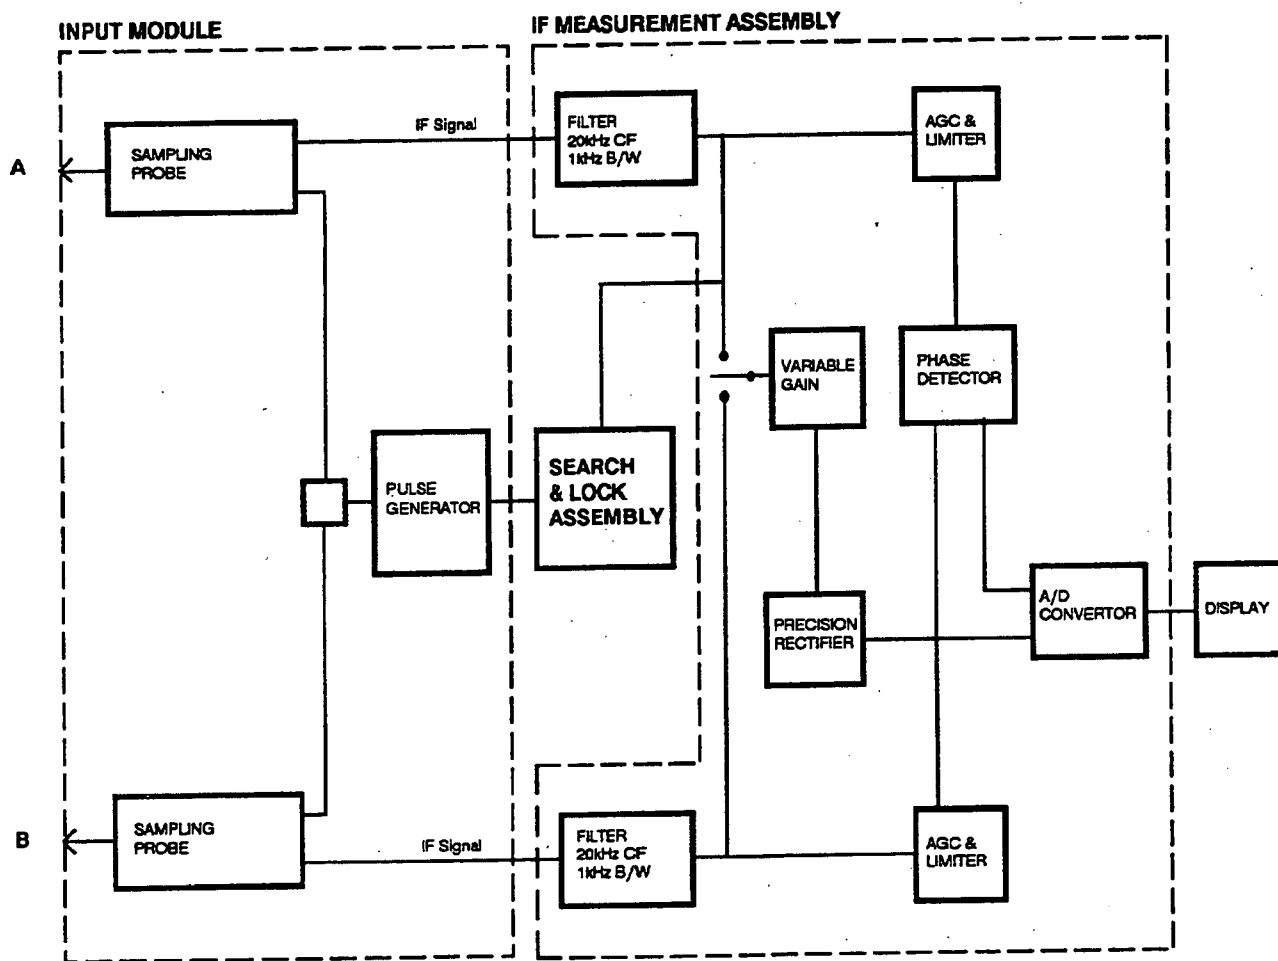 INPUT MODULE
IF MEASUREMENT ASSEMBLY
A
SAMPLING
PROBE
IF Signal
FILTER
20kHz CF
1kHz B/W
AGC &
LIMITER
VARIABLE
GAIN
PHASE
DETECTOR
PULSE
GENERATOR
SEARCH
& LOCK
ASSEMBLY
PRECISION
RECTIFIER
A/D
CONVERTOR
DISPLAY
B
SAMPLING
PROBE
IF Signal
FILTER
20kHz CF
1kHz B/W
AGC &
LIMITER